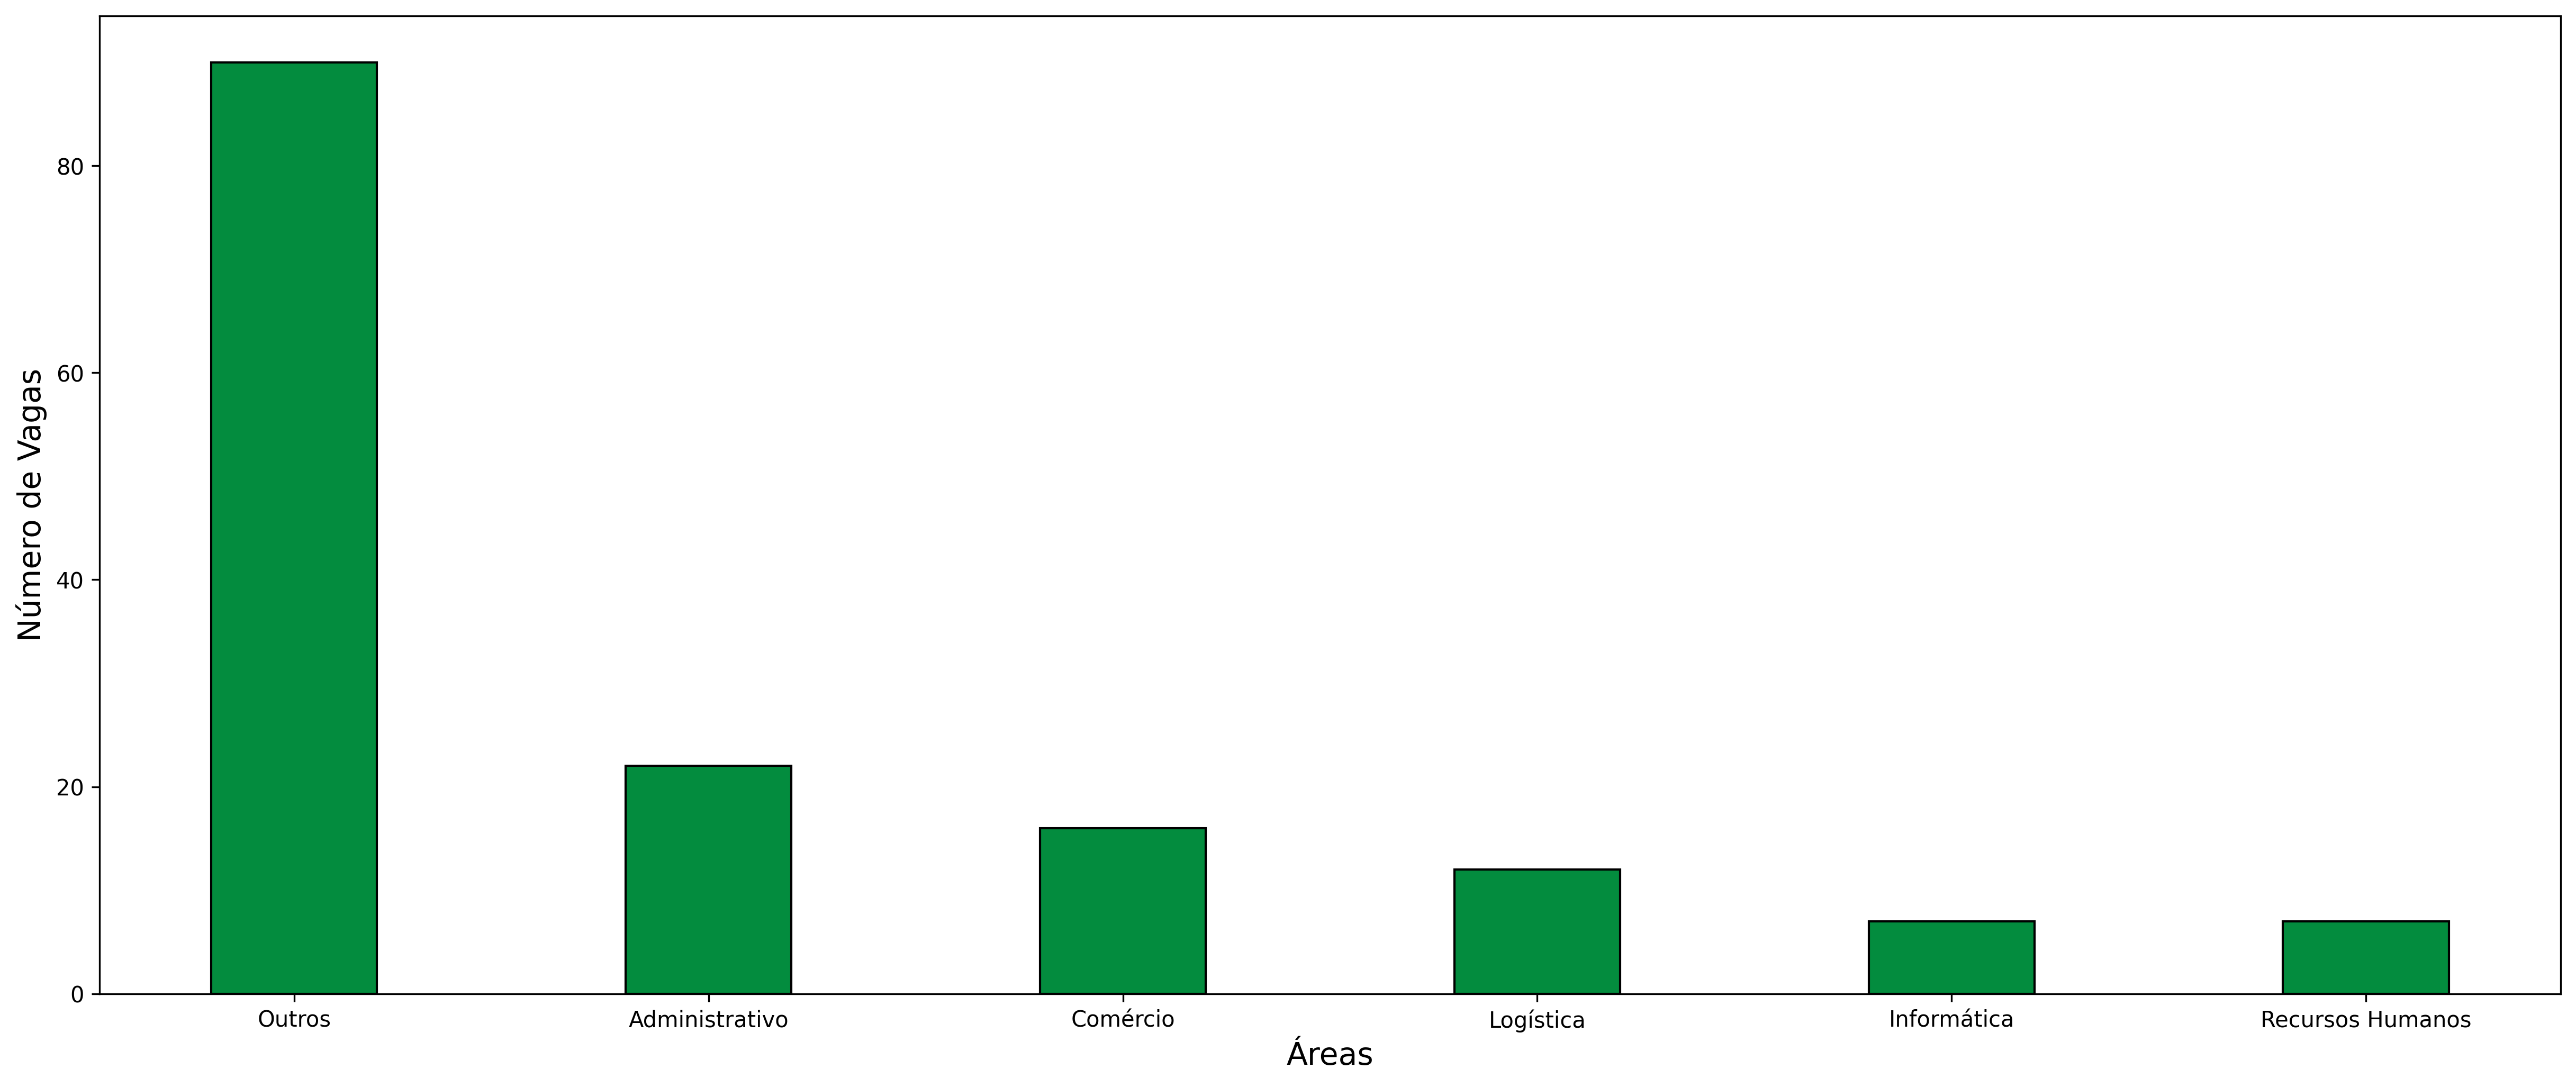 Número de Vagas
80
60
40
20
0
Outros
Administrativo
Comércio
Logística
Informática
Recursos Humanos
Áreas